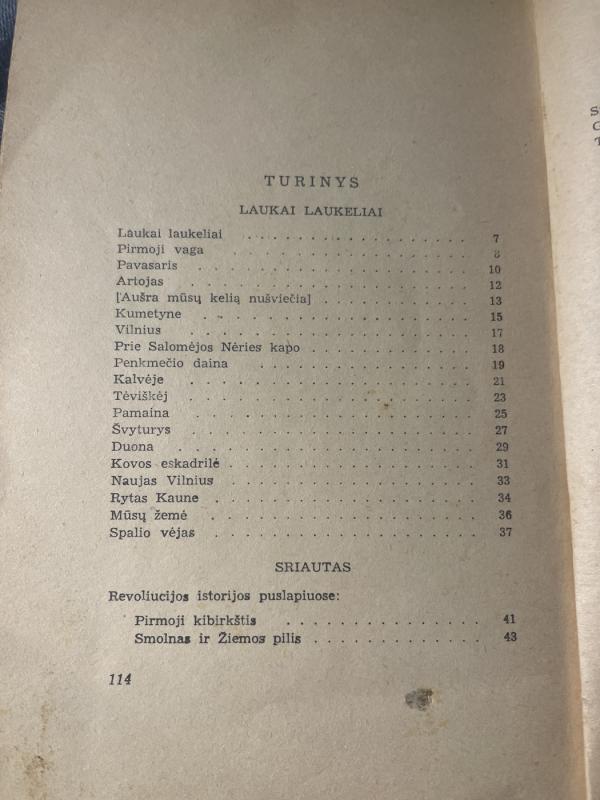 TURINYS
LAUKAI LAUKELIAI
Laukai laukeliai . . . . . . . . . . . . . . 7
Pirmoji vaga . . . . . . . . . . . . . . 8
Pavasaris . . . . . . . . . . . . . . . . 10
Artojas . . . . . . . . . . . . . . . . 12
[Aušra mūsų kelią nušviečia] . . . . . . . . . 13
Kumetyne . . . . . . . . . . . . . . . . 15
Vilnius . . . . . . . . . . . . . . . . . 17
Prie Salomėjos Nėries kapo . . . . . . . . . . 18
Penkmečio daina . . . . . . . . . . . . . 19
Kalvėje . . . . . . . . . . . . . . . . . 21
Tėviškėj . . . . . . . . . . . . . . . . . 23
Pamaina . . . . . . . . . . . . . . . . . 25
Švyturys . . . . . . . . . . . . . . . . . 27
Duona . . . . . . . . . . . . . . . . . . 29
Kovos eskadrilė . . . . . . . . . . . . . . . 31
Naujas Vilnius . . . . . . . . . . . . . . . 33
Rytas Kaune . . . . . . . . . . . . . . . . 34
Mūsų žemė . . . . . . . . . . . . . . . . 36
Spalio vėjas . . . . . . . . . . . . . . . . 37
SRIAUTAS
Revoliucijos istorijos puslapiuose:
Pirmoji kibirkštis . . . . . . . . . . . . 41
Smolnas ir Žiemos pilis . . . . . . . . . . . 43
114